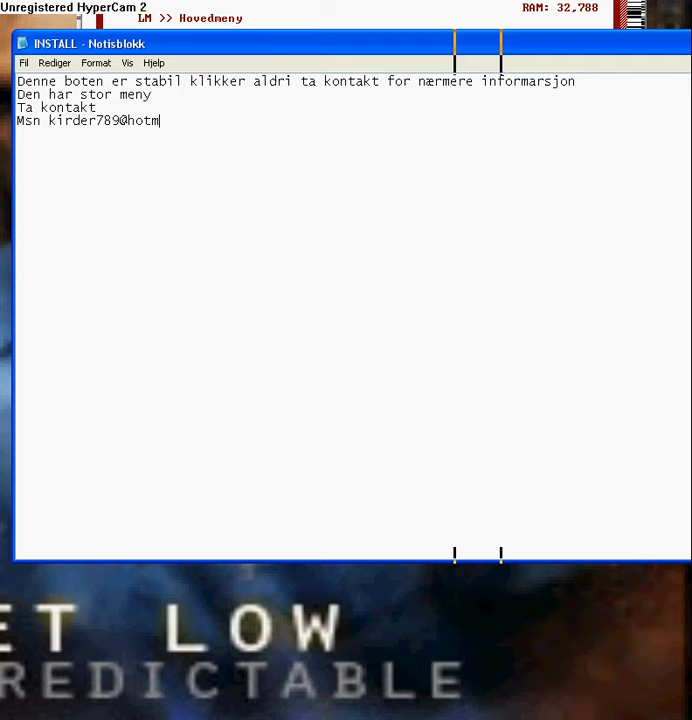 Unregistered HyperCam 2
RAM: 32,788
LM >> Hovedmeny
INSTALL - Notisblokk
Fil Rediger Format Vis Hjelp
Denne boten er stabil klikker aldri ta kontakt for nærmere informarsjon
Den har stor meny
Ta kontakt
Msn kirder789@hotm
ET LOW
REDICTABLE